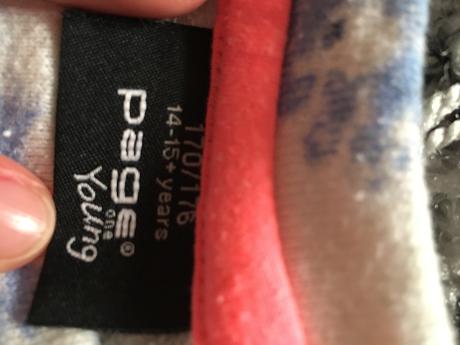 Page®
one
Young
14-15+ years
170/176